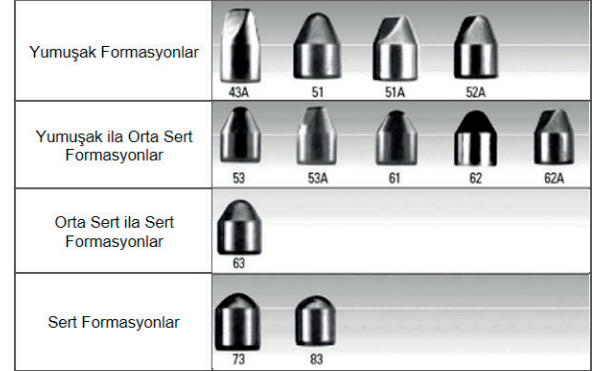 Yumuşak Formasyonlar
43A 51 51A 52A
Yumuşak ila Orta Sert
Formasyonlar
53 53A 61 62 62A
Orta Sert ila Sert
Formasyonlar
63
Sert Formasyonlar
73 83